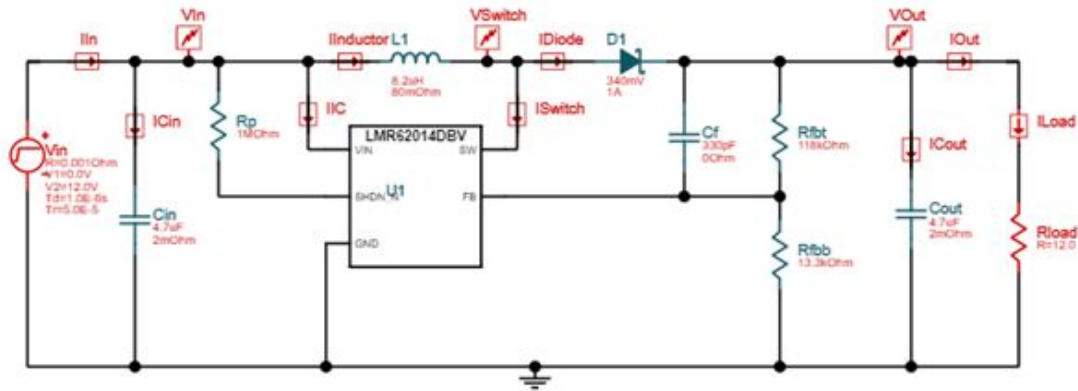 IIn
VIn
IInductor
L1
8.2uH
80mOhm
VSwitch
IDiode
D1
340mV
1A
VOut
IOut
ICin
Rp
1MOhm
IIC
LMR62014DBV
VIN
SW
SHDN_N
U1
FB
GND
ISwitch
Cf
330pF
0Ohm
Rfbt
118kOhm
ICout
ILoad
Vin
R=0.001Ohm
V1=0.0V
V2=12.0V
Td=1.0E-6s
Tr=5.0E-5
Cin
4.7uF
2mOhm
Rfbb
13.3kOhm
Cout
4.7uF
2mOhm
Rload
R=12.0